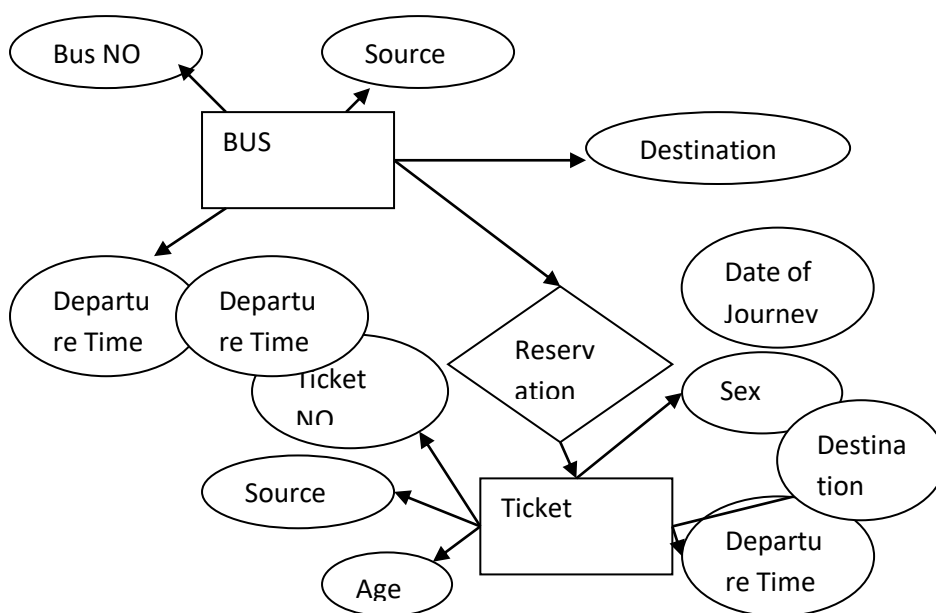 Bus NO
Source
BUS
Destination
Departu
re Time
Departu
re Time
Date of
Journey
Reserv
ation
Ticket
NO
Sex
Destina
tion
Source
Ticket
Departu
re Time
Age